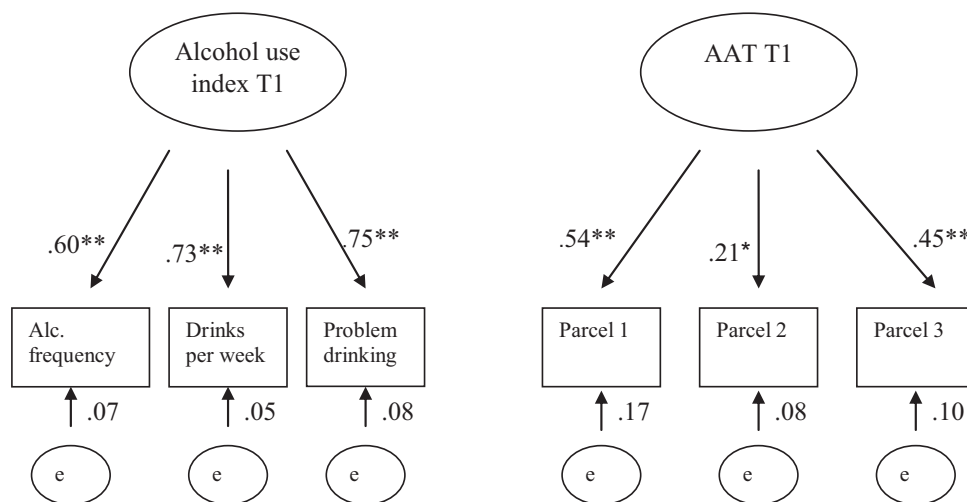 Alcohol use
index T1
AAT T1
.60**
.73**
.75**
.54**
.21*
.45**
Alc.
frequency
Drinks
per week
Problem
drinking
Parcel 1
Parcel 2
Parcel 3
.07
.05
.08
.17
.08
.10
e
e
e
e
e
e